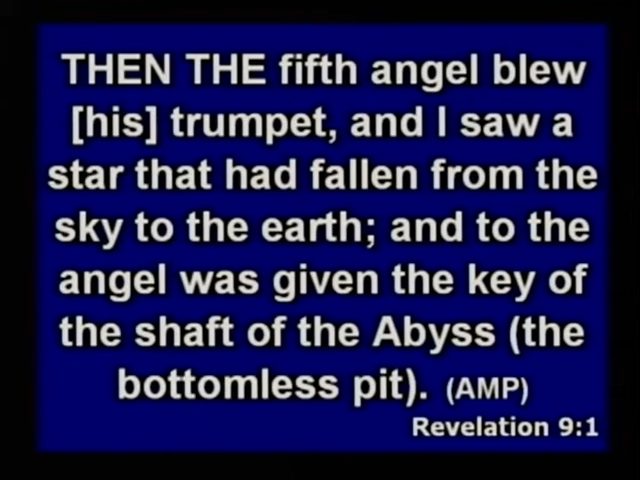 THEN THE fifth angel blew
[his] trumpet, and I saw a
star that had fallen from the
sky to the earth; and to the
angel was given the key of
the shaft of the Abyss (the
bottomless pit). (AMP)
Revelation 9:1